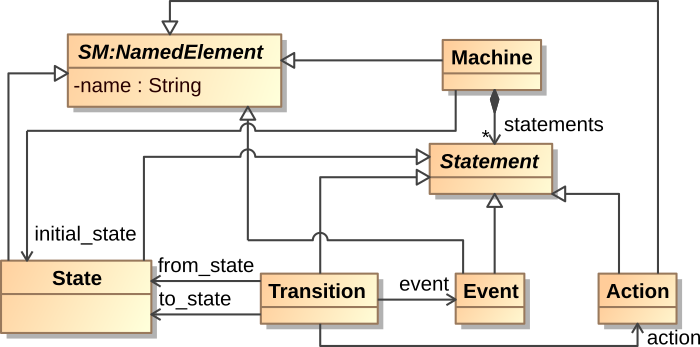 SM:NamedElement
-name : String
Machine
statements
*
Statement
initial_state
State
from_state
to_state
Transition
event
Event
Action
action